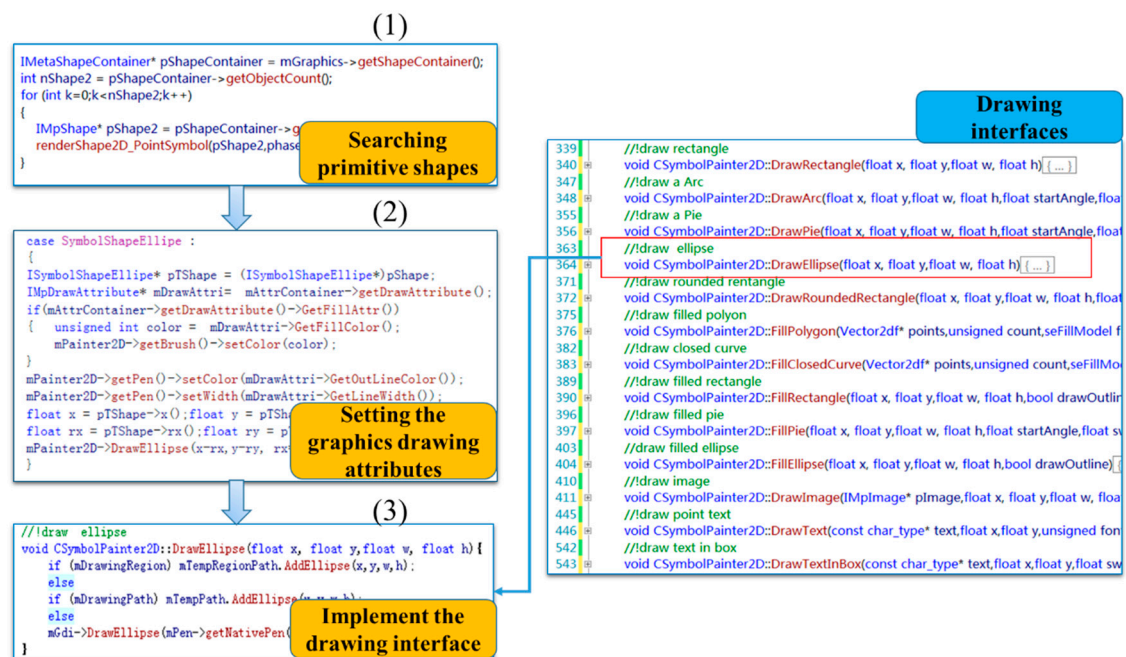 (1)
IMetaShapeContainer* pShapeContainer = mGraphics->getShapeContainer();
int nShape2 = pShapeContainer->getObjectCount();
for (int k=0;k<nShape2;k++)
{
IMpShape* pShape2 = pShapeContainer->g
renderShape2D_PointSymbol(pShape2,phase
}
Searching
primitive shapes
(2)
case SymbolShapeEllipe :
{
ISymbolShapeEllipe* pTShape = (ISymbolShapeEllipe*)pShape;
IMpDrawAttribute* mDrawAttri= mAttrContainer->getDrawAttribute();
if(mAttrContainer->getDrawAttribute()->GetFillAttr())
{ unsigned int color = mDrawAttri->GetFillColor();
mPainter2D->getBrush()->setColor(color);
}
mPainter2D->getPen()->setColor(mDrawAttri->GetOutLineColor());
mPainter2D->getPen()->setWidth(mDrawAttri->GetLineWidth());
float x = pTShape->x();float y = pTSha
float rx = pTShape->rx();float ry = p
mPainter2D->DrawEllipse(x-rx,y-ry, rx
}
Setting the
graphics drawing
attributes
(3)
//!draw ellipse
void CSymbolPainter2D::DrawEllipse(float x, float y,float w, float h){
if (mDrawingRegion) mTempRegionPath.AddEllipse(x,y,w,h);
else
if (mDrawingPath) mTempPath.AddEllipse(x,y,w,h);
else
mGdi->DrawEllipse(mPen->getNativePen(
}
Implement the
drawing interface
Drawing
interfaces
339 //!draw rectangle
340 void CSymbolPainter2D::DrawRectangle(float x, float y,float w, float h){ ... }
347 //!draw a Arc
348 void CSymbolPainter2D::DrawArc(float x, float y,float w, float h,float startAngle,floa
355 //!draw a Pie
356 void CSymbolPainter2D::DrawPie(float x, float y,float w, float h,float startAngle,float
363 //!draw ellipse
364 void CSymbolPainter2D::DrawEllipse(float x, float y,float w, float h){ ... }
371 //!draw rounded rentangle
372 void CSymbolPainter2D::DrawRoundedRectangle(float x, float y,float w, float h,float
375 //!draw filled polyon
376 void CSymbolPainter2D::FillPolygon(Vector2df* points,unsigned count,seFillModel f
382 //!draw closed curve
383 void CSymbolPainter2D::FillClosedCurve(Vector2df* points,unsigned count,seFillMo
389 //!draw filled rectangle
390 void CSymbolPainter2D::FillRectangle(float x, float y,float w, float h,bool drawOutlin
396 //!draw filled pie
397 void CSymbolPainter2D::FillPie(float x, float y,float w, float h,float startAngle,float sv
403 //draw filled ellipse
404 void CSymbolPainter2D::FillEllipse(float x, float y,float w, float h,bool drawOutline){
410 //!draw image
411 void CSymbolPainter2D::DrawImage(IMpImage* pImage,float x, float y,float w, floa
445 //!draw point text
446 void CSymbolPainter2D::DrawText(const char_type* text,float x,float y,unsigned fon
542 //!draw text in box
543 void CSymbolPainter2D::DrawTextInBox(const char_type* text,float x,float y,float sw